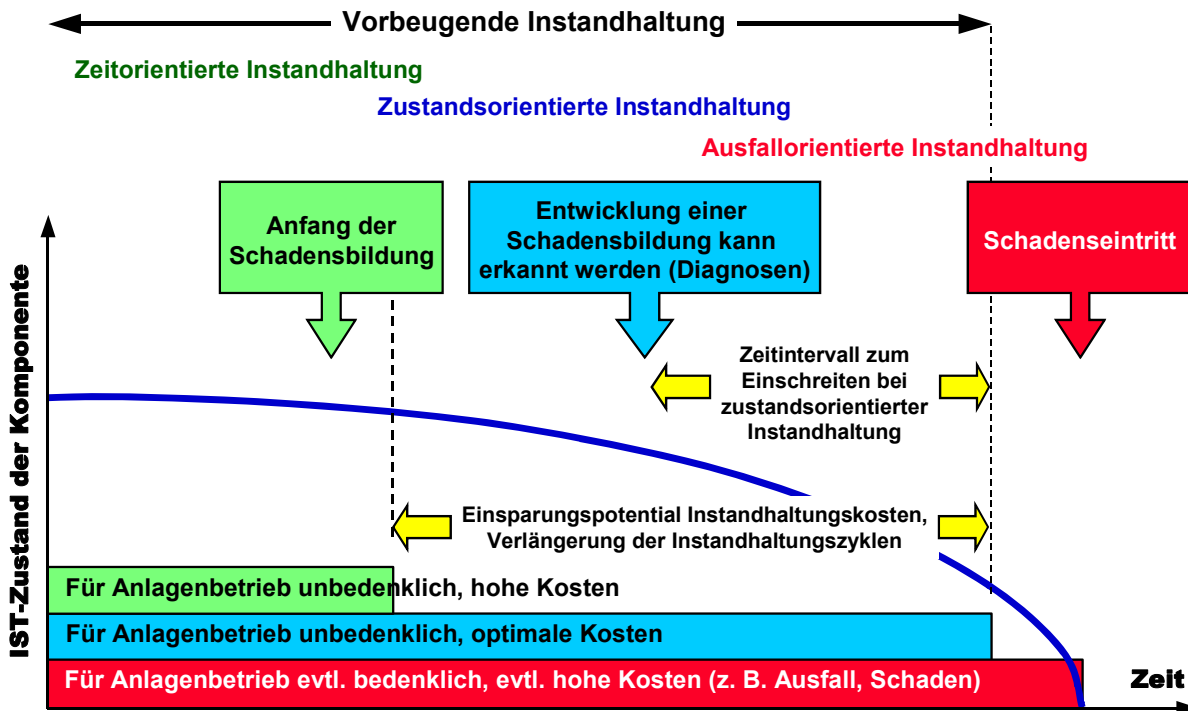 Vorbeugende Instandhaltung
Zeitorientierte Instandhaltung
Zustandsorientierte Instandhaltung
Ausfallorientierte Instandhaltung
Anfang der
Schadensbildung
Entwicklung einer
Schadensbildung kann
erkannt werden (Diagnosen)
Schadenseintritt
Zeitintervall zum
Einschreiten bei
zustandsorientierter
Instandhaltung
Einsparungspotential Instandhaltungskosten,
Verlängerung der Instandhaltungszyklen
IST-Zustand der Komponente
Für Anlagenbetrieb unbedenklich, hohe Kosten
Für Anlagenbetrieb unbedenklich, optimale Kosten
Für Anlagenbetrieb evtl. bedenklich, evtl. hohe Kosten (z. B. Ausfall, Schaden)
Zeit